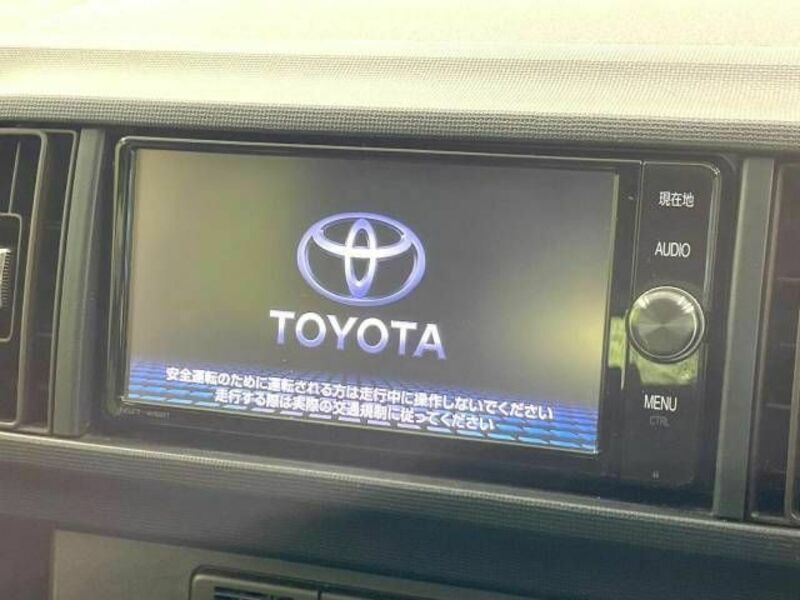 現在地
AUDIO
TOYOTA
安全運転のために運転される方は走行中に操作しないでください
走行する際は実際の交通規制に従ってください
MENU
CTRL